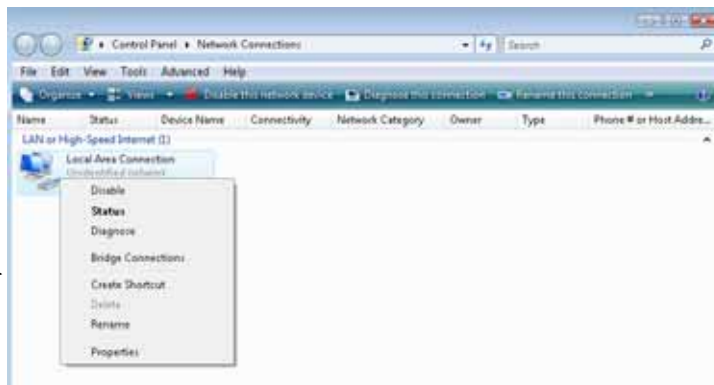 Control Panel Network Connections Search
File Edit View Tools Advanced Help
Organize Views Disable this network device Diagnose this connection Rename this connection
Name Status Device Name Connectivity Network Category Owner Type Phone # or Host Addre...
LAN or High-Speed Internet (1)
Local Area Connection
Unidentified network
Disable
Status
Diagnose
Bridge Connections
Create Shortcut
Delete
Rename
Properties